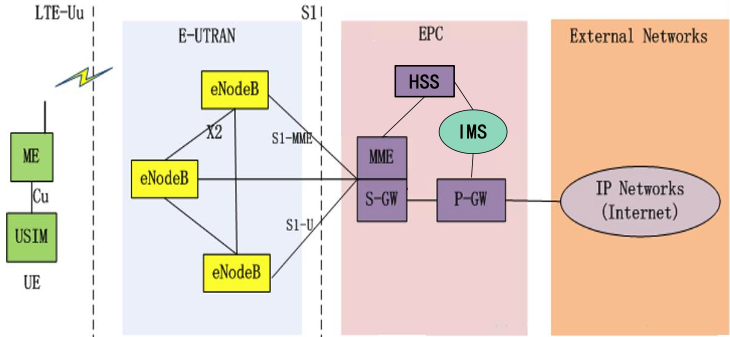 LTE-Uu
S1
E-UTRAN
EPC
External Networks
eNodeB
HSS
X2
S1-MME
IMS
ME
MME
eNodeB
Cu
S-GW
P-GW
IP Networks
(Internet)
USIM
S1-U
eNodeB
UE